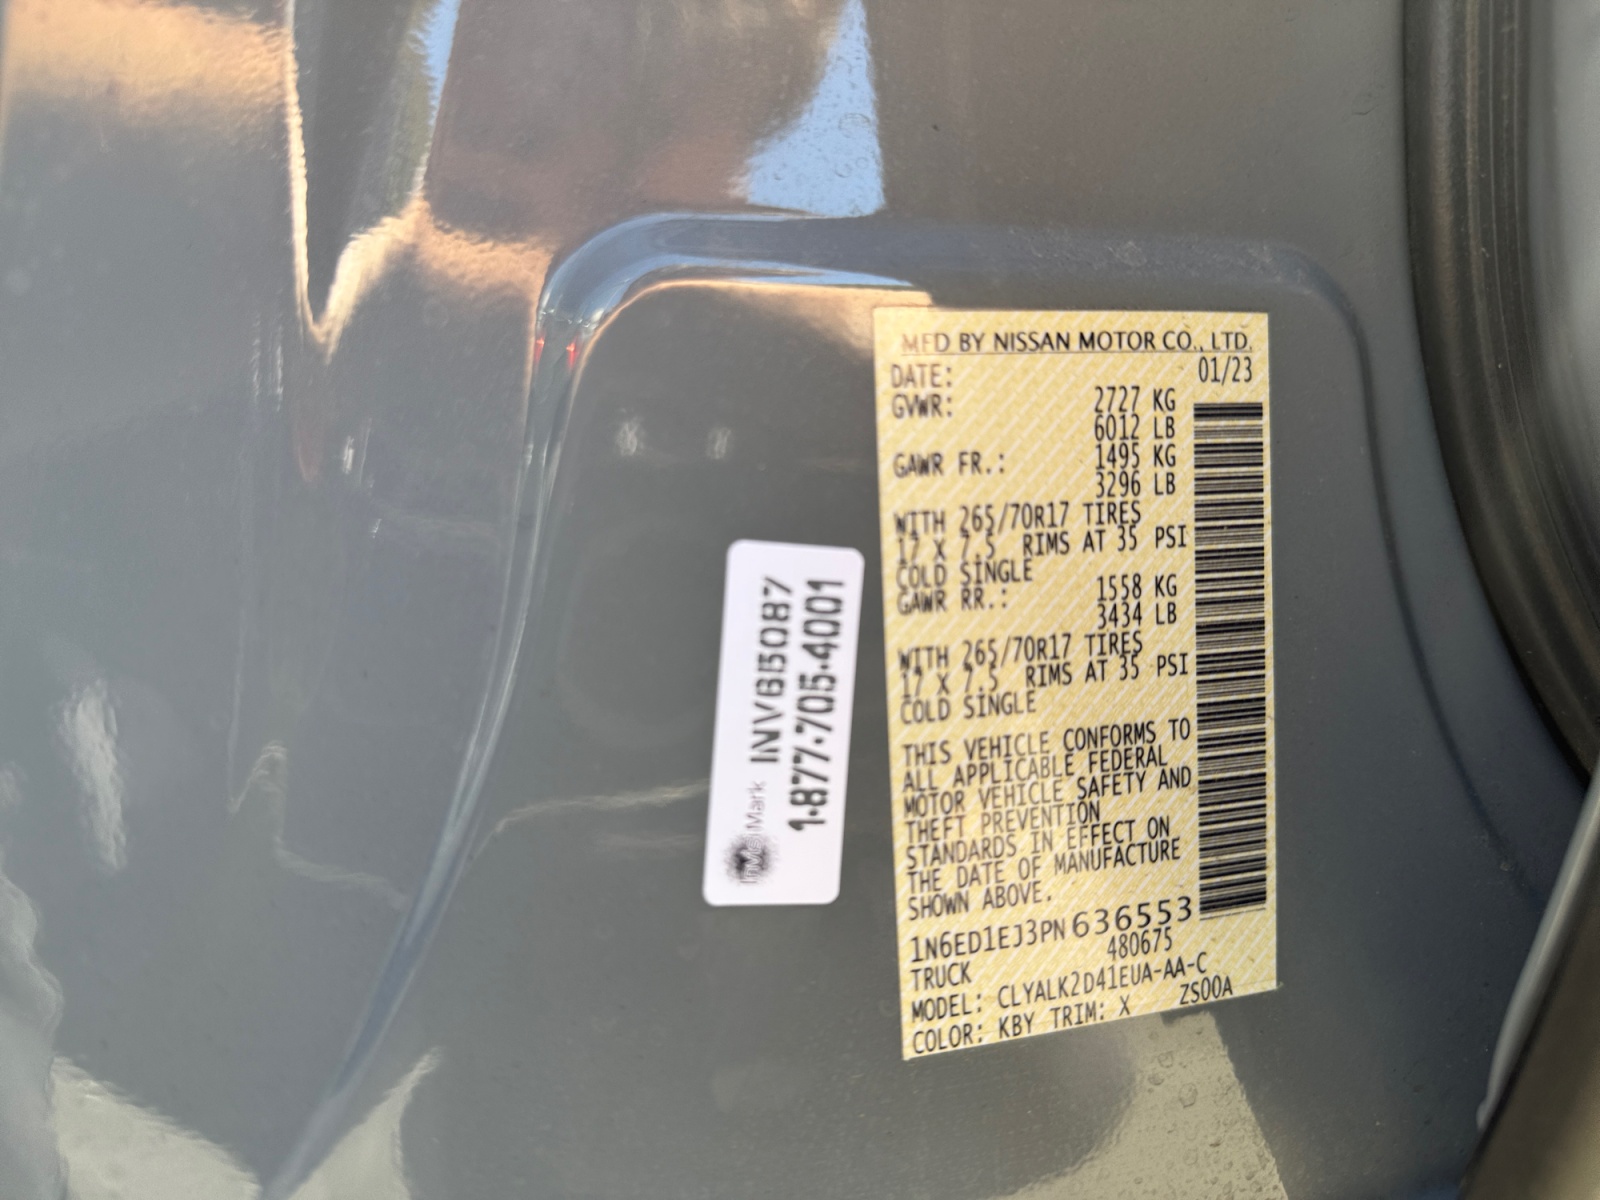 MFD BY NISSAN MOTOR CO., LTD.
DATE: 01/23
GVWR: 2727 KG
6012 LB
GAWR FR.: 1495 KG
3296 LB
WITH 265/70R17 TIRES
17 X 7.5 RIMS AT 35 PSI
COLD SINGLE
GAWR RR.: 1558 KG
3434 LB
WITH 265/70R17 TIRES
17 X 7.5 RIMS AT 35 PSI
COLD SINGLE
THIS VEHICLE CONFORMS TO
ALL APPLICABLE FEDERAL
MOTOR VEHICLE SAFETY AND
THEFT PREVENTION
STANDARDS IN EFFECT ON
THE DATE OF MANUFACTURE
SHOWN ABOVE.
1N6ED1EJ3PN636553
TRUCK 480675
MODEL: CLYALK2D41EUA-AA-C
COLOR: KBY TRIM: X ZS00A
iMark INV615087
1-877-705-4001